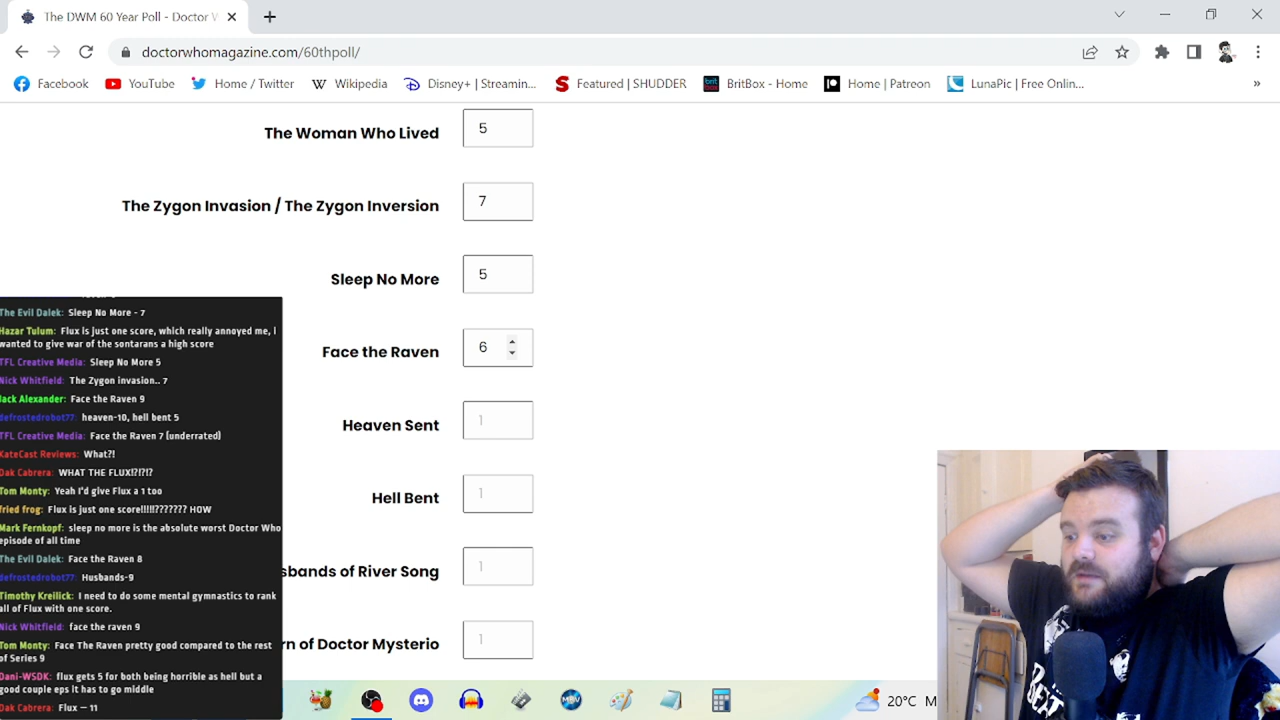 The DWM 60 Year Poll - Doctor W
doctorwhomagazine.com/60thpoll/
Facebook YouTube Home / Twitter Wikipedia Disney+ | Streamin... Featured | SHUDDER BritBox - Home Home | Patreon LunaPic | Free Onlin... »
The Woman Who Lived 5
The Zygon Invasion / The Zygon Inversion 7
Sleep No More 5
Face the Raven 6
Heaven Sent 1
Hell Bent 1
sbands of River Song 1
rn of Doctor Mysterio 1
The Evil Dalek: Sleep No More - 7
Hazar Tulum: Flux is just one score, which really annoyed me, I
wanted to give war of the sontarans a high score
TFL Creative Media: Sleep No More 5
Nick Whitfield: The Zygon invasion.. 7
Jack Alexander: Face the Raven 9
defrostedrobot77: heaven-10, hell bent 5
TFL Creative Media: Face the Raven 7 (underrated)
KateCast Reviews: What?!
Dak Cabrera: WHAT THE FLUX!?!?!?
Tom Monty: Yeah I'd give Flux a 1 too
fried frog: Flux is just one score!!!!!??????? HOW
Mark Fernkopf: sleep no more is the absolute worst Doctor Who
episode of all time
The Evil Dalek: Face the Raven 8
defrostedrobot77: Husbands-9
Timothy Kreilick: I need to do some mental gymnastics to rank
all of Flux with one score.
Nick Whitfield: face the raven 9
Tom Monty: Face The Raven pretty good compared to the rest
of Series 9
Dani-WSDK: flux gets 5 for both being horrible as hell but a
good couple eps it has to go middle
Dak Cabrera: Flux — 11
20°C M